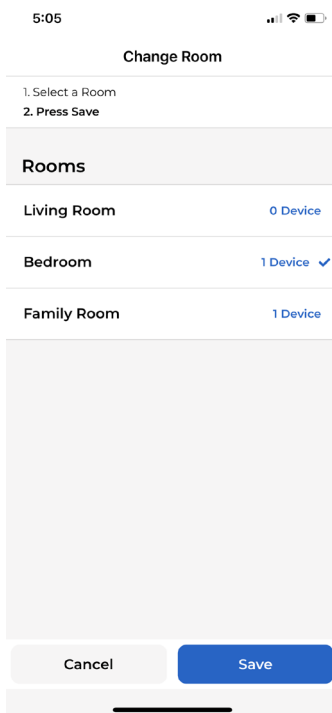 5:05
Change Room
1. Select a Room
2. Press Save
Rooms
Living Room 0 Device
Bedroom 1 Device
Family Room 1 Device
Cancel Save